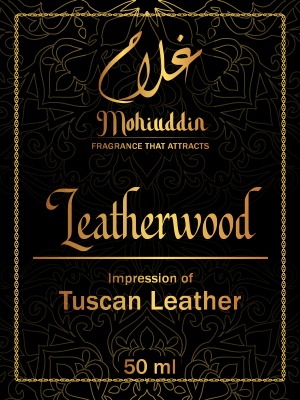 غلام
Mohiuddin
FRAGRANCE THAT ATTRACTS
Leatherwood
Impression of
Tuscan Leather
50 ml